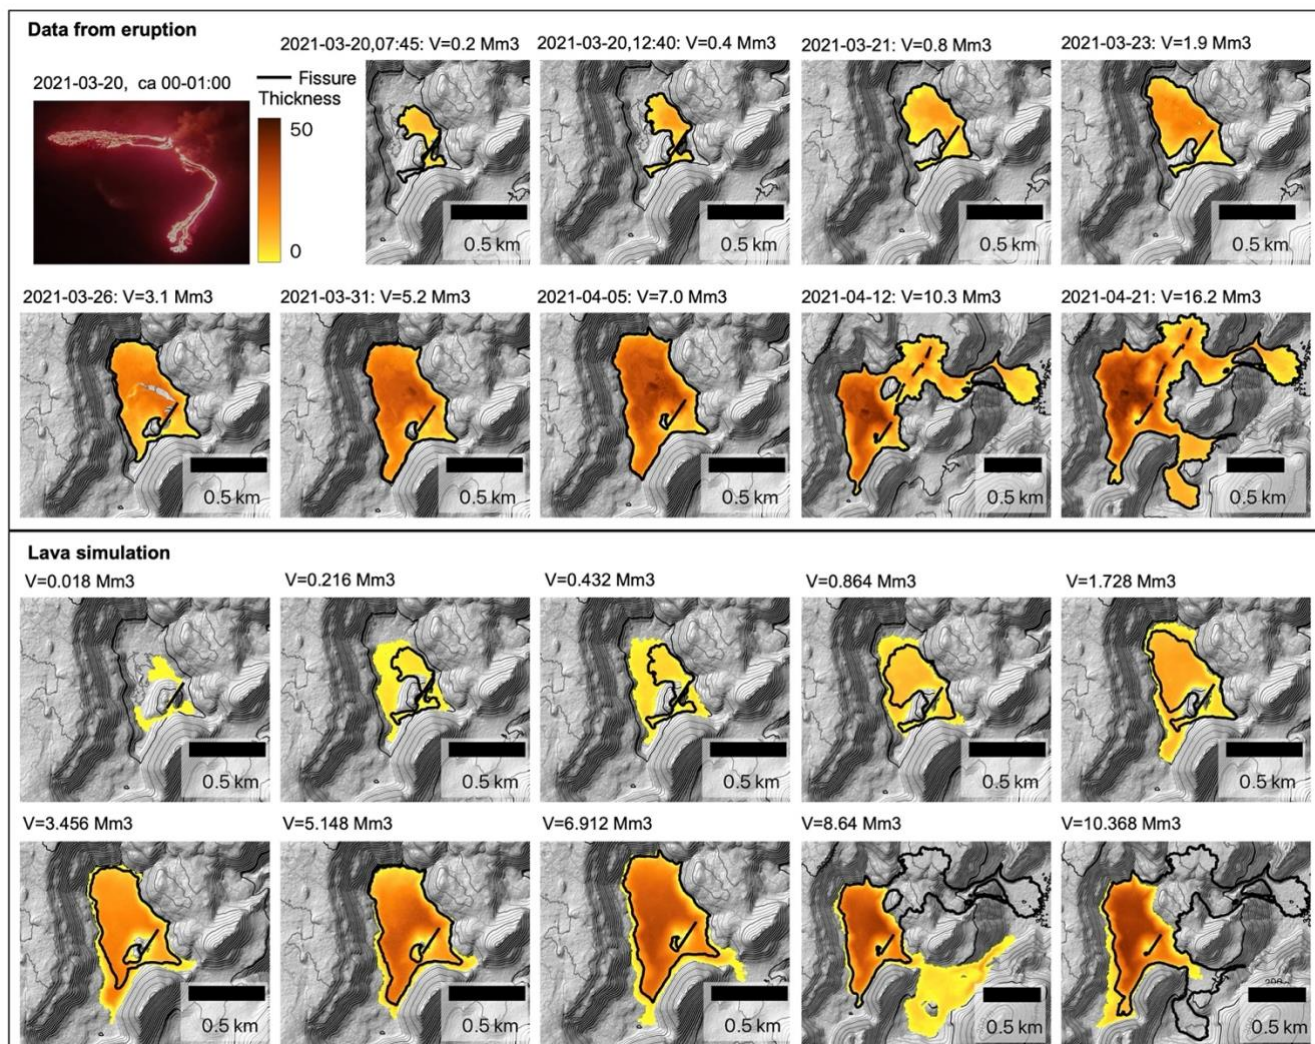 Data from eruption
2021-03-20, ca 00-01:00
Fissure
Thickness
50
0
2021-03-20,07:45: V=0.2 Mm3
0.5 km
2021-03-20,12:40: V=0.4 Mm3
0.5 km
2021-03-21: V=0.8 Mm3
0.5 km
2021-03-23: V=1.9 Mm3
0.5 km
2021-03-26: V=3.1 Mm3
0.5 km
2021-03-31: V=5.2 Mm3
0.5 km
2021-04-05: V=7.0 Mm3
0.5 km
2021-04-12: V=10.3 Mm3
0.5 km
2021-04-21: V=16.2 Mm3
0.5 km
Lava simulation
V=0.018 Mm3
0.5 km
V=0.216 Mm3
0.5 km
V=0.432 Mm3
0.5 km
V=0.864 Mm3
0.5 km
V=1.728 Mm3
0.5 km
V=3.456 Mm3
0.5 km
V=5.148 Mm3
0.5 km
V=6.912 Mm3
0.5 km
V=8.64 Mm3
0.5 km
V=10.368 Mm3
0.5 km